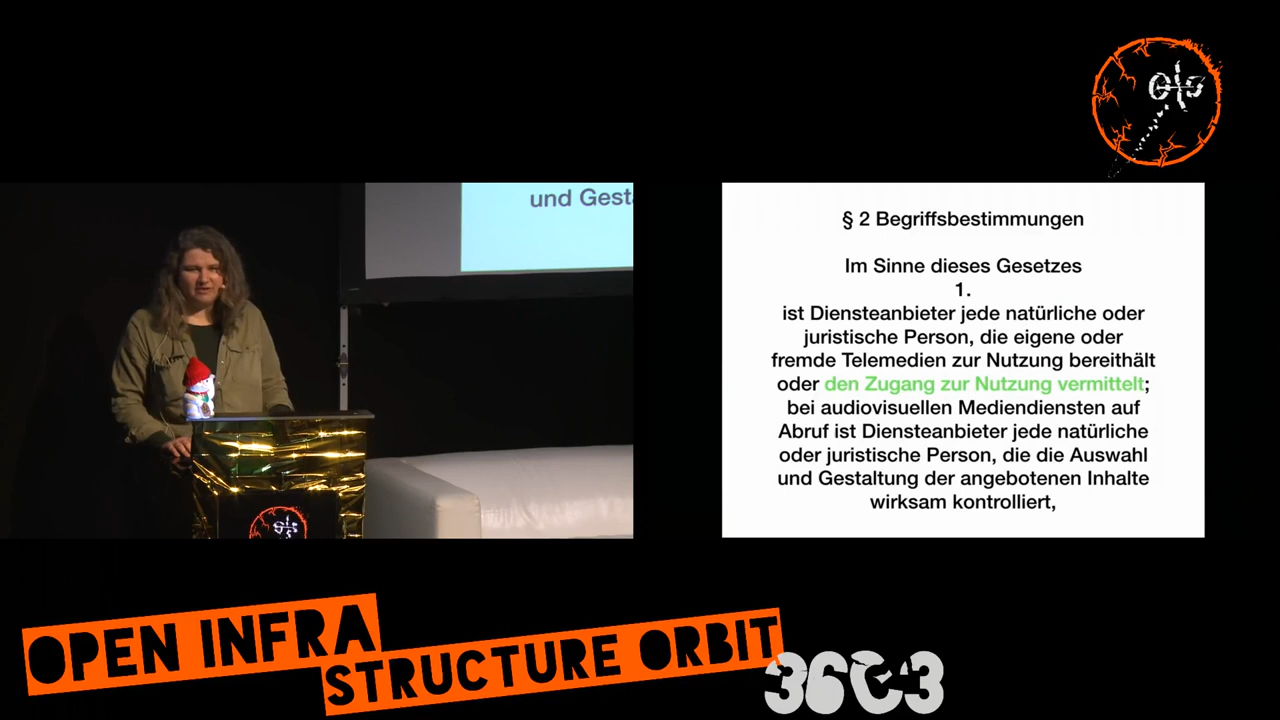 OIO
und Gest
§ 2 Begriffsbestimmungen
Im Sinne dieses Gesetzes
1.
ist Diensteanbieter jede natürliche oder
juristische Person, die eigene oder
fremde Telemedien zur Nutzung bereithält
oder den Zugang zur Nutzung vermittelt;
bei audiovisuellen Mediendiensten auf
Abruf ist Diensteanbieter jede natürliche
oder juristische Person, die die Auswahl
und Gestaltung der angebotenen Inhalte
wirksam kontrolliert,
OIO
OPEN INFRA
STRUCTURE ORBIT
36C3